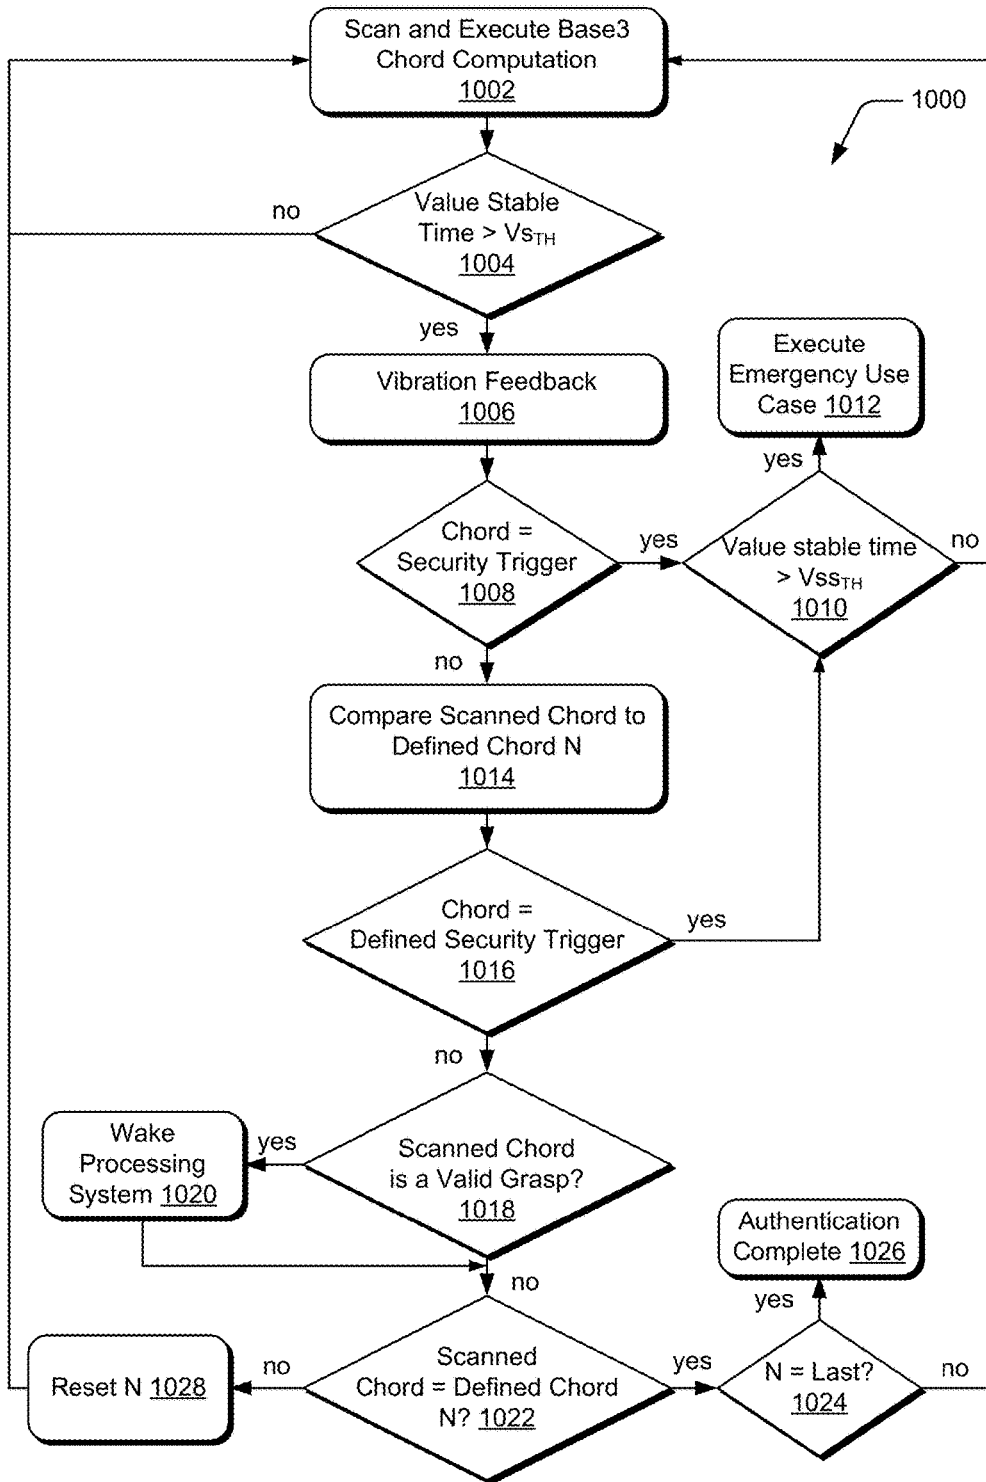 Scan and Execute Base3
Chord Computation
1002
1000
no
Value Stable
Time > VsTH
1004
yes
Vibration Feedback
1006
Execute
Emergency Use
Case 1012
yes
Chord =
Security Trigger
1008
yes
Value stable time
> VssTH
1010
no
no
Compare Scanned Chord to
Defined Chord N
1014
Chord =
Defined Security Trigger
1016
yes
no
Wake
Processing
System 1020
yes
Scanned Chord
is a Valid Grasp?
1018
no
Authentication
Complete 1026
yes
Reset N 1028
no
Scanned
Chord = Defined Chord
N? 1022
yes
N = Last?
1024
no